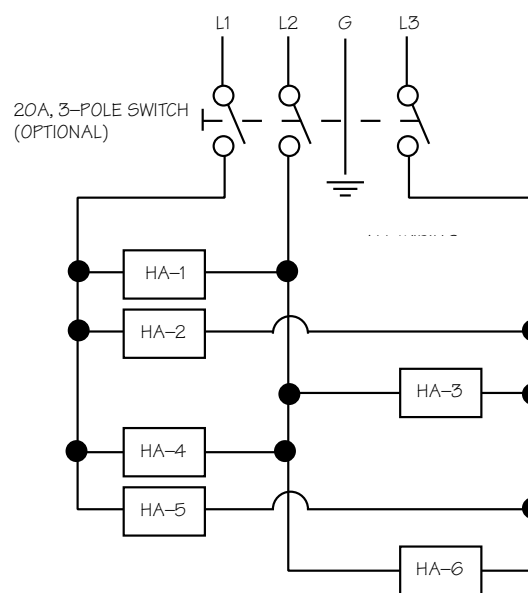 L1 L2 G L3
20A, 3–POLE SWITCH
(OPTIONAL)
HA–1
HA–2
HA–3
HA–4
HA–5
HA–6